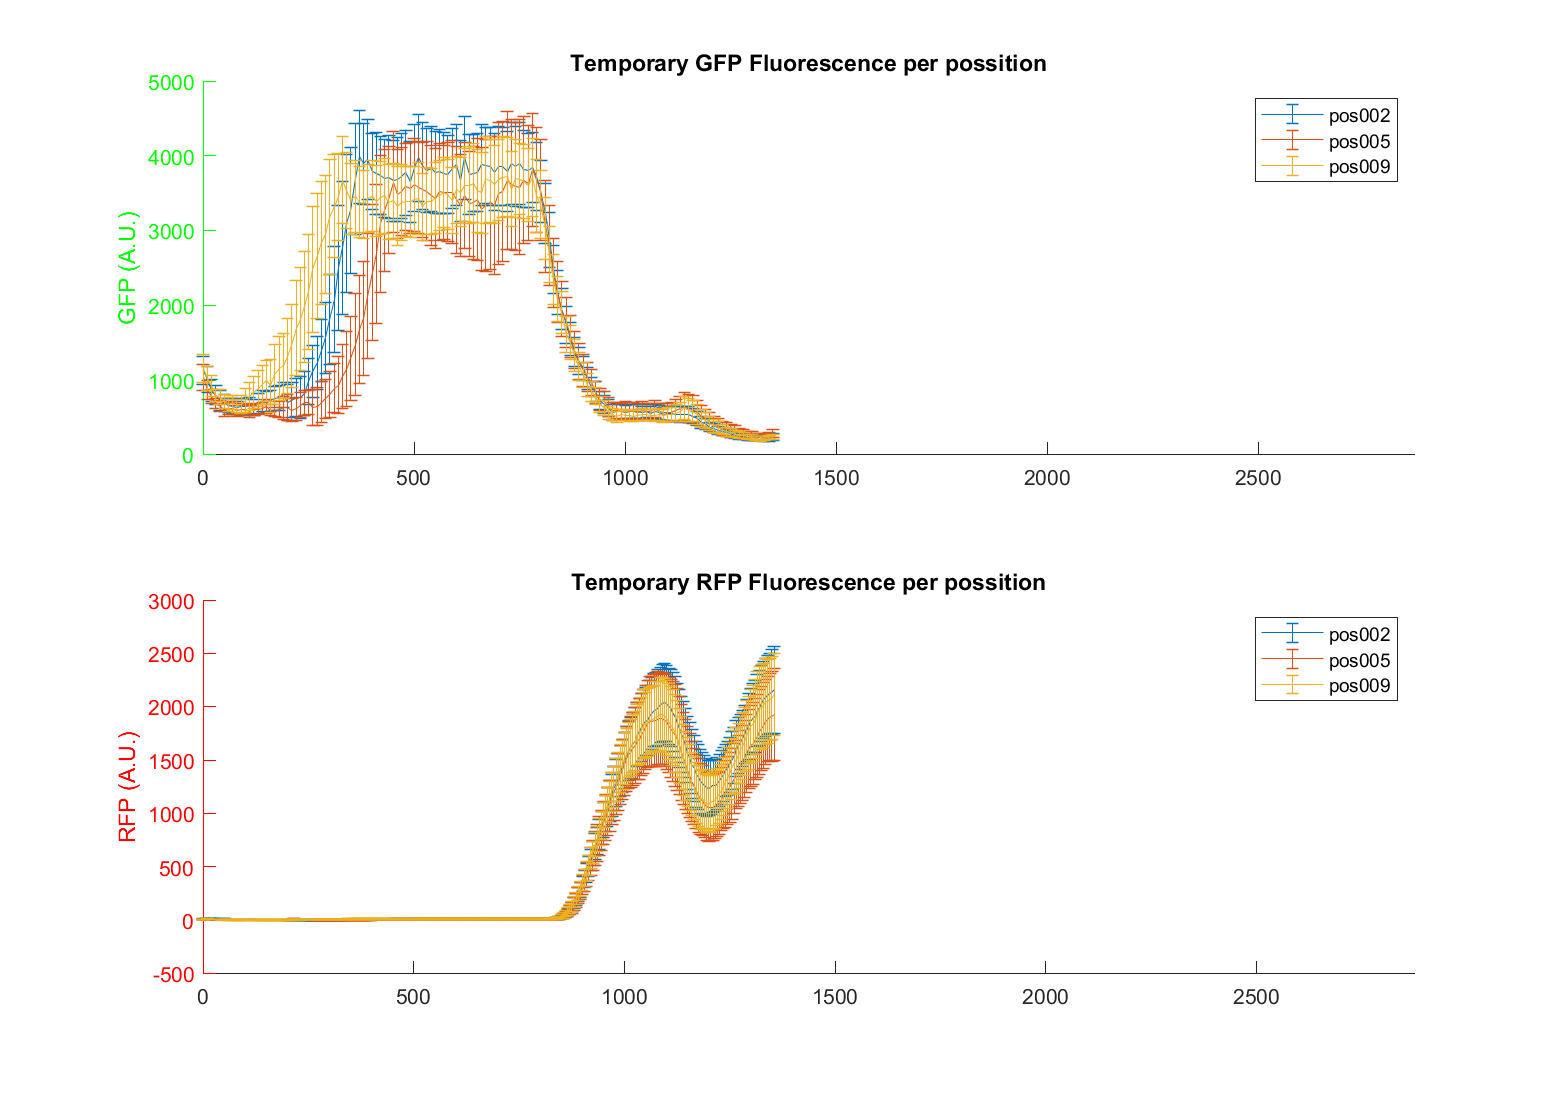 Temporary GFP Fluorescence per possition
5000
4000
3000
2000
1000
0
GFP (A.U.)
0 500 1000 1500 2000 2500
pos002
pos005
pos009
Temporary RFP Fluorescence per possition
3000
2500
2000
1500
1000
500
0
-500
RFP (A.U.)
0 500 1000 1500 2000 2500
pos002
pos005
pos009